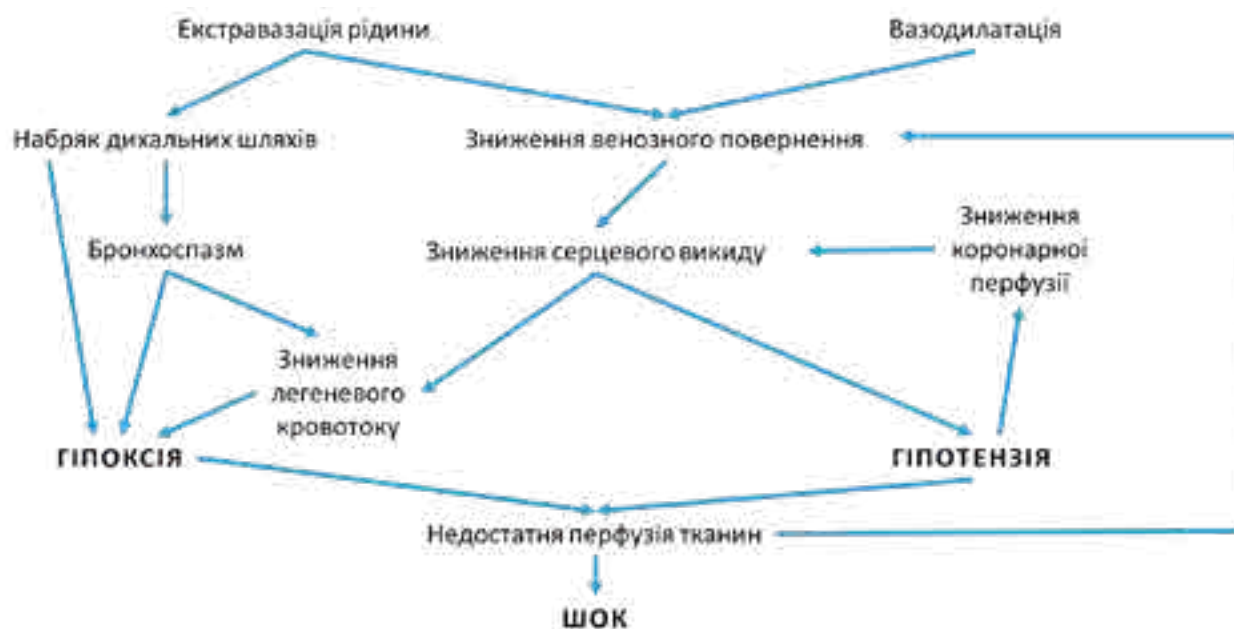 Екстравазація рідини
Вазодилатація
Набряк дихальних шляхів
Зниження венозного повернення
Бронхоспазм
Зниження серцевого викиду
Зниження
коронарної
перфузії
Зниження
легеневого
кровотоку
ГІПОКСІЯ
ГІПОТЕНЗІЯ
Недостатня перфузія тканин
ШОК